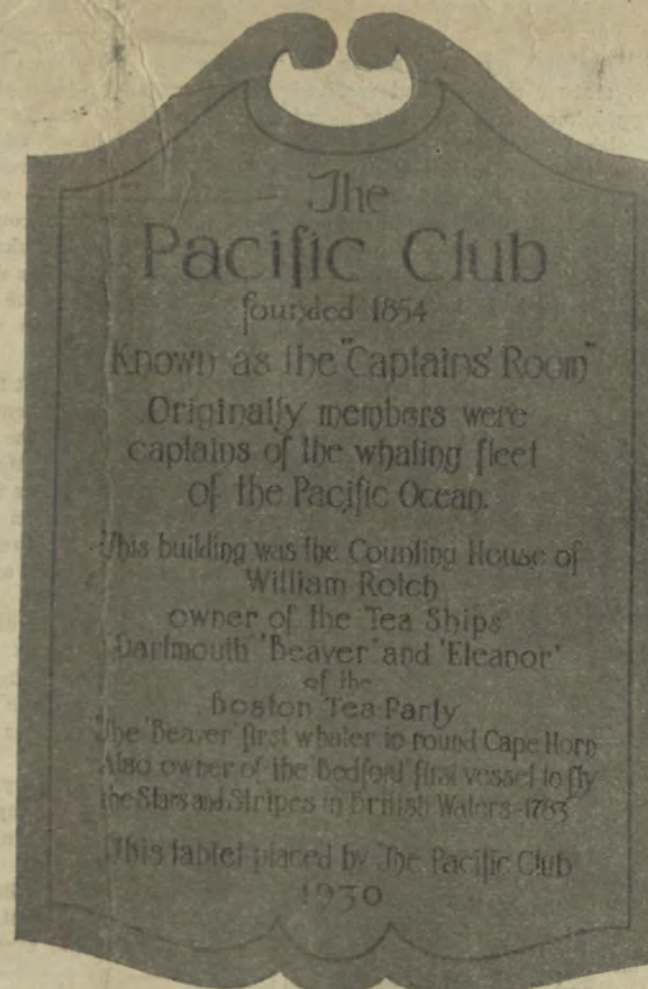 The
Pacific Club
founded 1854
Known as the "Captains' Room"
Originally members were
captains of the whaling fleet
of the Pacific Ocean.
This building was the Counting House of
William Rotch
owner of the Tea Ships
'Dartmouth' 'Beaver' and 'Eleanor'
of the
Boston Tea Party
The 'Beaver' first whaler to round Cape Horn
Also owner of the 'Bedford' first vessel to fly
the Stars and Stripes in British Waters-1783
This tablet placed by The Pacific Club
1930